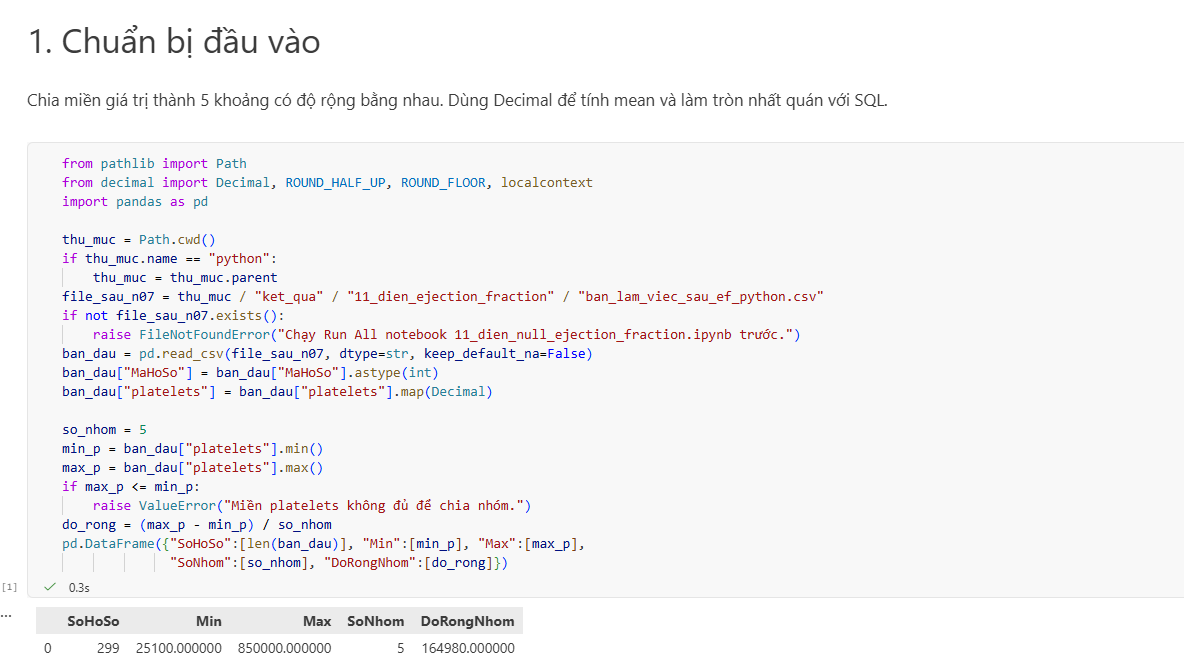 1. Chuẩn bị đầu vào
Chia miền giá trị thành 5 khoảng có độ rộng bằng nhau. Dùng Decimal để tính mean và làm tròn nhất quán với SQL.
from pathlib import Path
from decimal import Decimal, ROUND_HALF_UP, ROUND_FLOOR, localcontext
import pandas as pd
thu_muc = Path.cwd()
if thu_muc.name == "python":
    thu_muc = thu_muc.parent
file_sau_n07 = thu_muc / "ket_qua" / "11_dien_ejection_fraction" / "ban_lam_viec_sau_ef_python.csv"
if not file_sau_n07.exists():
    raise FileNotFoundError("Chạy Run All notebook 11_dien_null_ejection_fraction.ipynb trước.")
ban_dau = pd.read_csv(file_sau_n07, dtype=str, keep_default_na=False)
ban_dau["MaHoSo"] = ban_dau["MaHoSo"].astype(int)
ban_dau["platelets"] = ban_dau["platelets"].map(Decimal)
so_nhom = 5
min_p = ban_dau["platelets"].min()
max_p = ban_dau["platelets"].max()
if max_p <= min_p:
    raise ValueError("Miền platelets không đủ để chia nhóm.")
do_rong = (max_p - min_p) / so_nhom
pd.DataFrame({"SoHoSo":[len(ban_dau)], "Min":[min_p], "Max":[max_p],
              "SoNhom":[so_nhom], "DoRongNhom":[do_rong]})
[1] ✓ 0.3s
...
SoHoSo Min Max SoNhom DoRongNhom
0 299 25100.000000 850000.000000 5 164980.000000